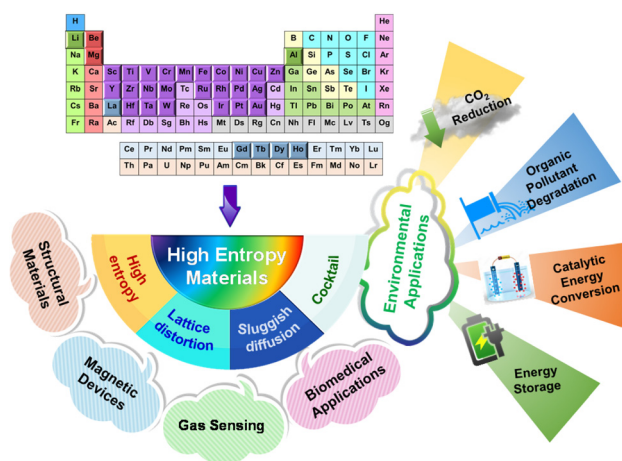 H He
Li Be B C N O F Ne
Na Mg Al Si P S Cl Ar
K Ca Sc Ti V Cr Mn Fe Co Ni Cu Zn Ga Ge As Se Br Kr
Rb Sr Y Zr Nb Mo Tc Ru Rh Pd Ag Cd In Sn Sb Te I Xe
Cs Ba La Hf Ta W Re Os Ir Pt Au Hg Tl Pb Bi Po At Rn
Fr Ra Ac Rf Db Sg Bh Hs Mt Ds Rg Cn Nh Fl Mc Lv Ts Og
Ce Pr Nd Pm Sm Eu Gd Tb Dy Ho Er Tm Yb Lu
Th Pa U Np Pu Am Cm Bk Cf Es Fm Md No Lr
High Entropy
Materials
High
entropy
Lattice
distortion
Sluggish
diffusion
Cocktail
Structural
Materials
Magnetic
Devices
Gas Sensing
Biomedical
Applications
Environmental
Applications
CO₂
Reduction
Organic
Pollutant
Degradation
Catalytic
Energy
Conversion
Energy
Storage